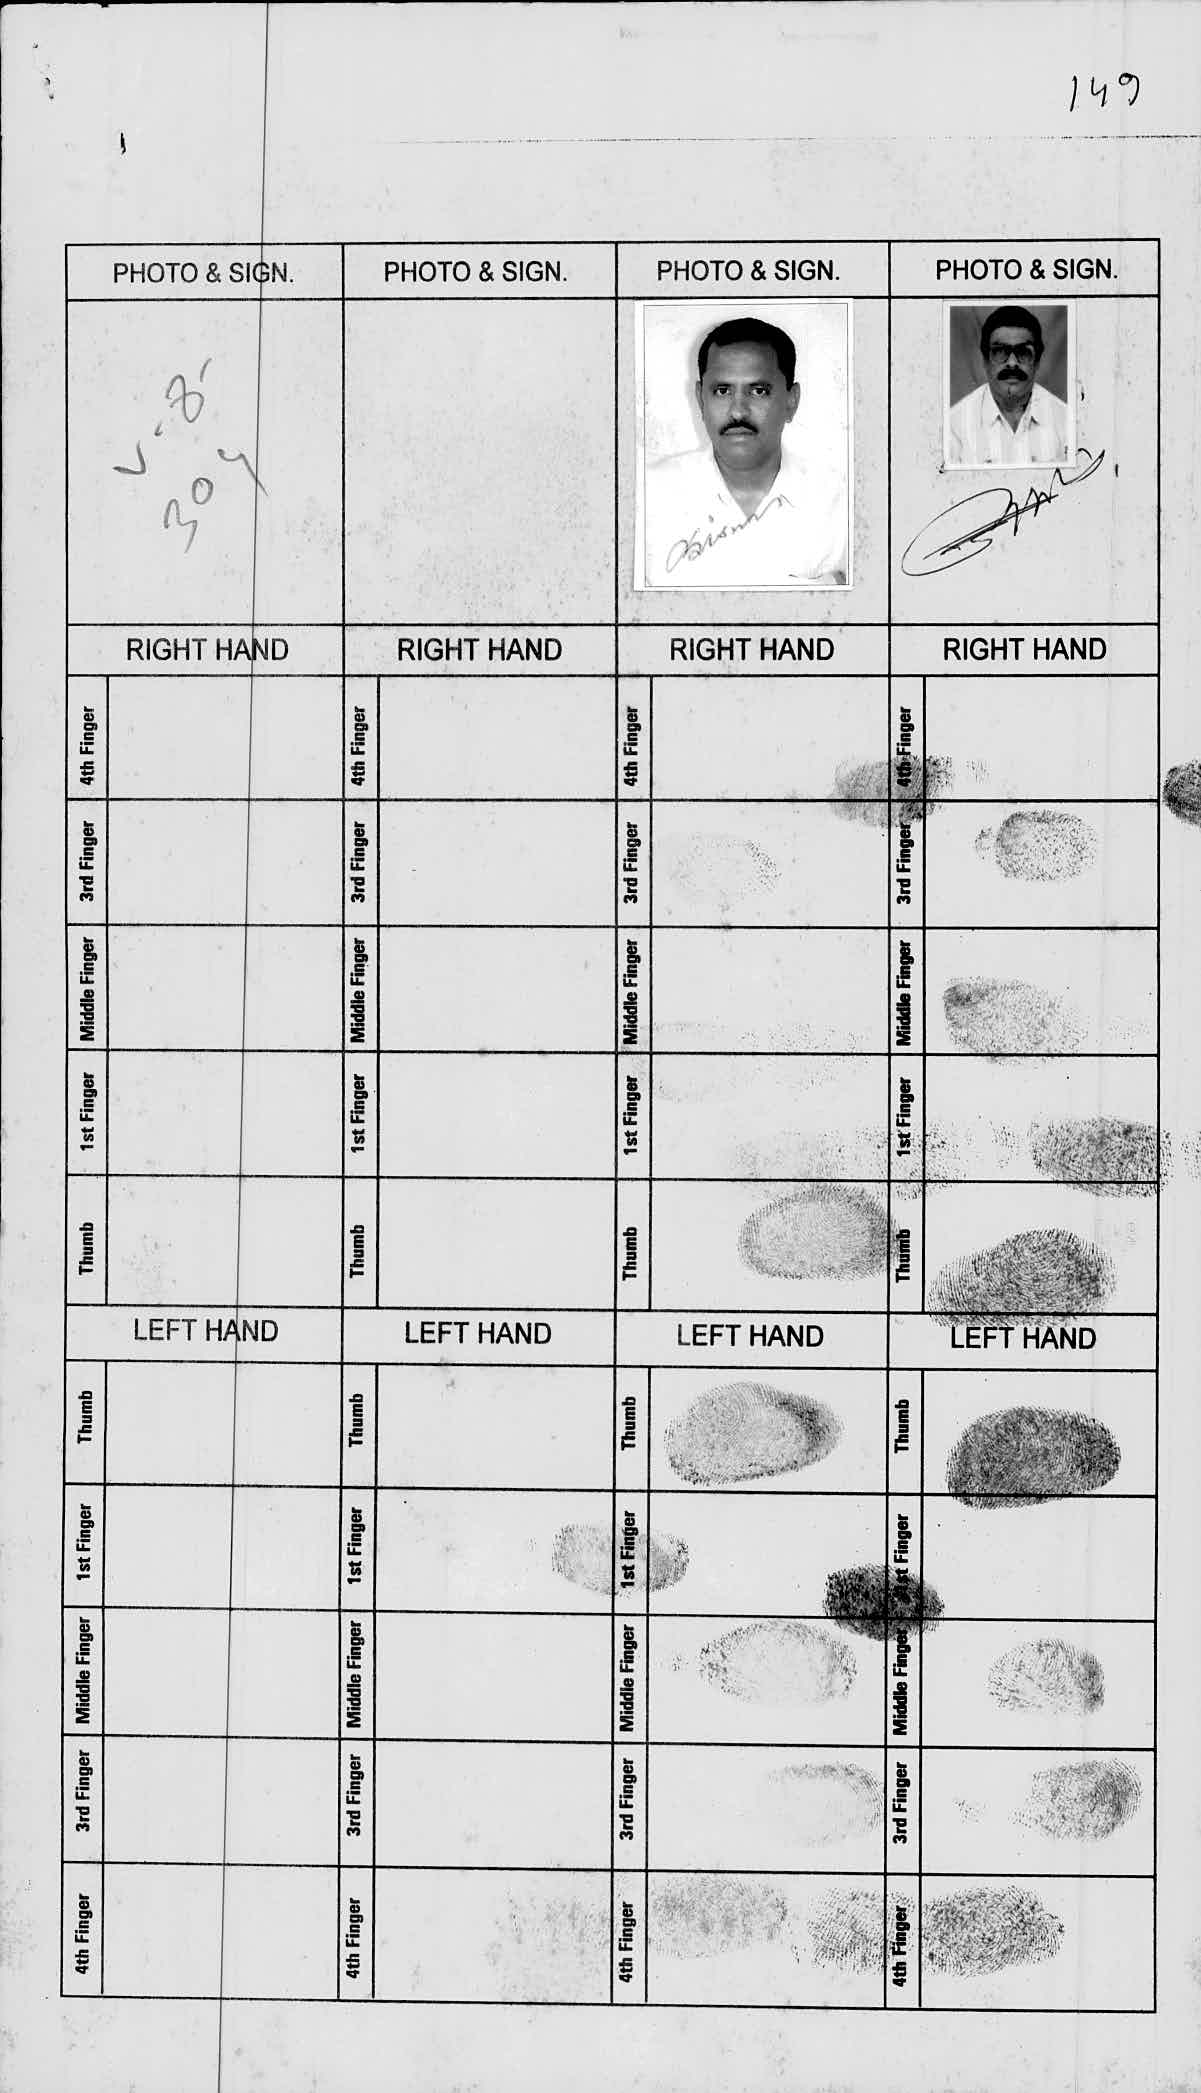 149
PHOTO & SIGN. PHOTO & SIGN. PHOTO & SIGN. PHOTO & SIGN.
304
RIGHT HAND RIGHT HAND RIGHT HAND RIGHT HAND
4th Finger 4th Finger 4th Finger 4th Finger
3rd Finger 3rd Finger 3rd Finger 3rd Finger
Middle Finger Middle Finger Middle Finger Middle Finger
1st Finger 1st Finger 1st Finger 1st Finger
Thumb Thumb Thumb Thumb
LEFT HAND LEFT HAND LEFT HAND LEFT HAND
Thumb Thumb Thumb Thumb
1st Finger 1st Finger 1st Finger 1st Finger
Middle Finger Middle Finger Middle Finger Middle Finger
3rd Finger 3rd Finger 3rd Finger 3rd Finger
4th Finger 4th Finger 4th Finger 4th Finger